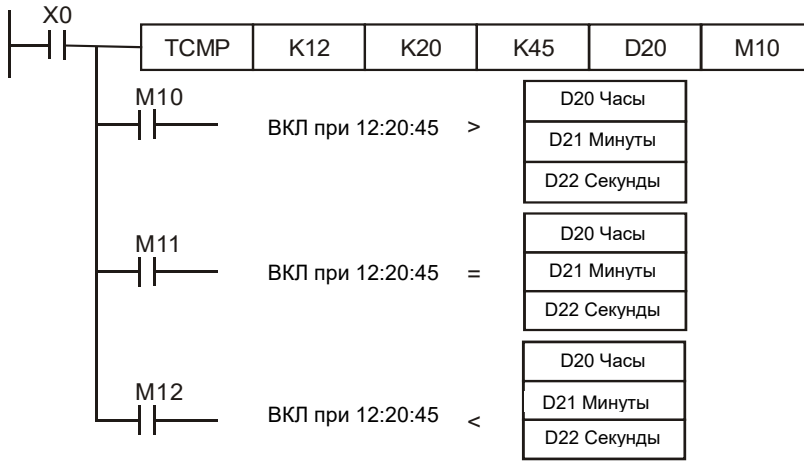 X0
TCMP K12 K20 K45 D20 M10
M10
ВКЛ при 12:20:45 >
D20 Часы
D21 Минуты
D22 Секунды
M11
ВКЛ при 12:20:45 =
D20 Часы
D21 Минуты
D22 Секунды
M12
ВКЛ при 12:20:45 <
D20 Часы
D21 Минуты
D22 Секунды